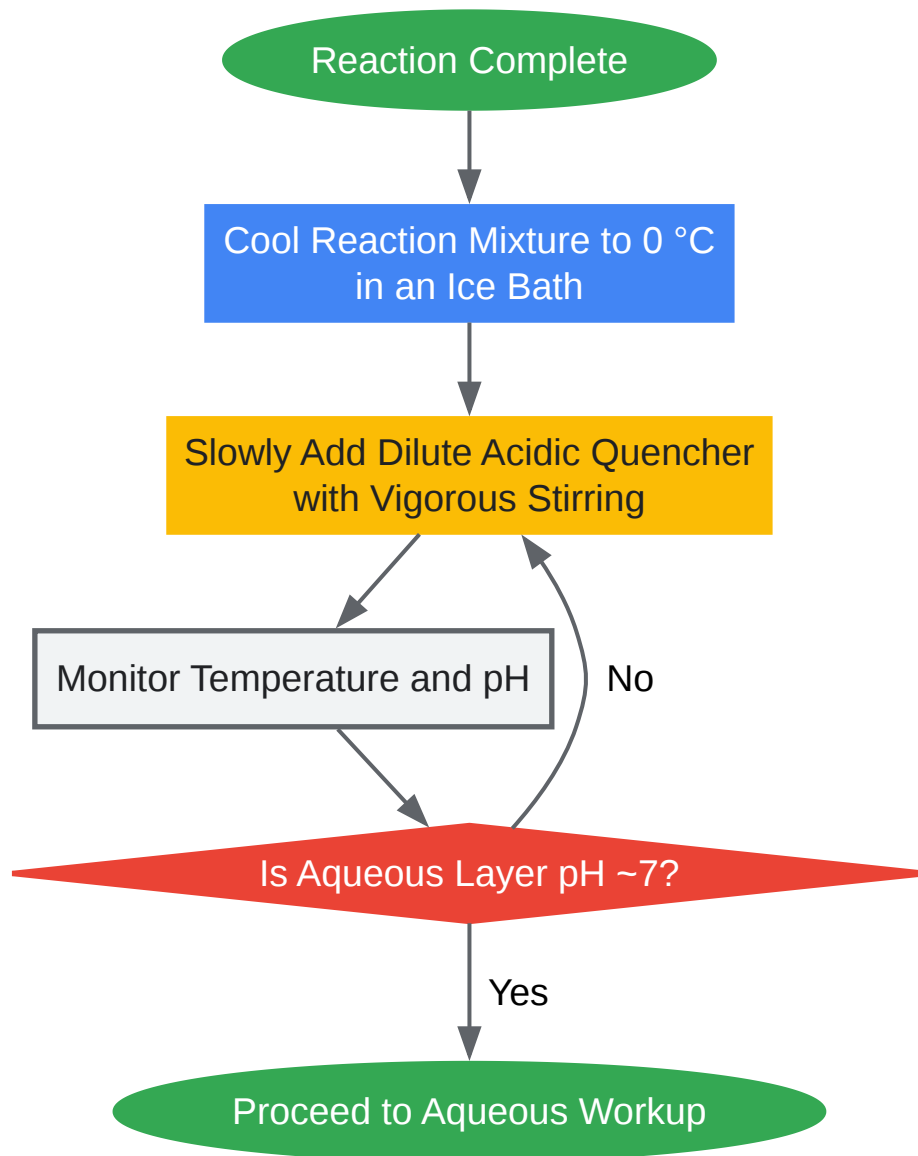 Reaction Complete
Cool Reaction Mixture to 0 °C
in an Ice Bath
Slowly Add Dilute Acidic Quencher
with Vigorous Stirring
Monitor Temperature and pH
No
Is Aqueous Layer pH ~7?
Yes
Proceed to Aqueous Workup